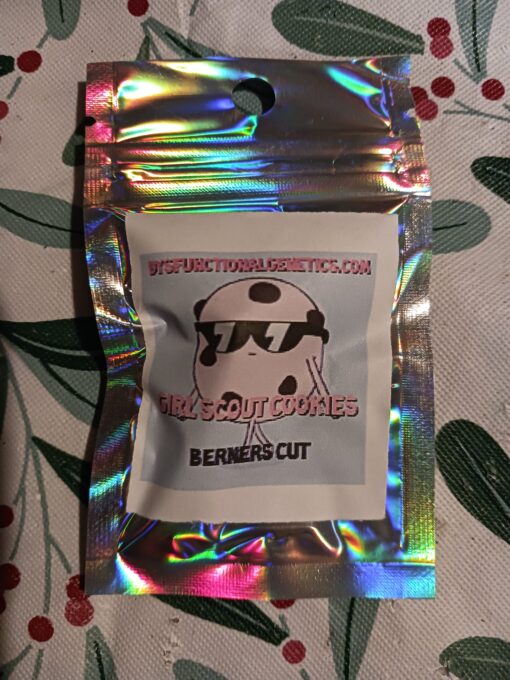 DYSFUNCTIONALGENETICS.COM
GIRL SCOUT COOKIES
BERNERS CUT